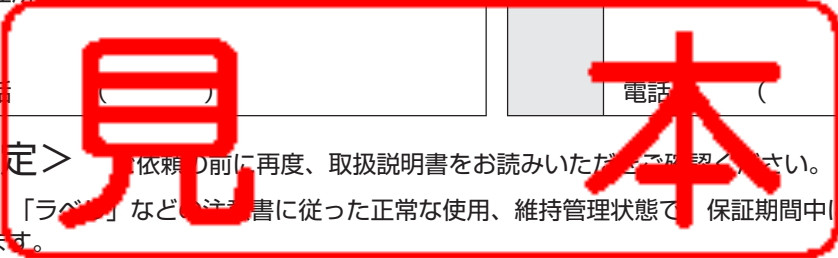 話 ( ) 電話 (
見本
定> ご依頼の前に再度、取扱説明書をお読みいただきご確認ください。
「ラベル」などの注意書に従った正常な使用、維持管理状態で、保証期間中に
ます。